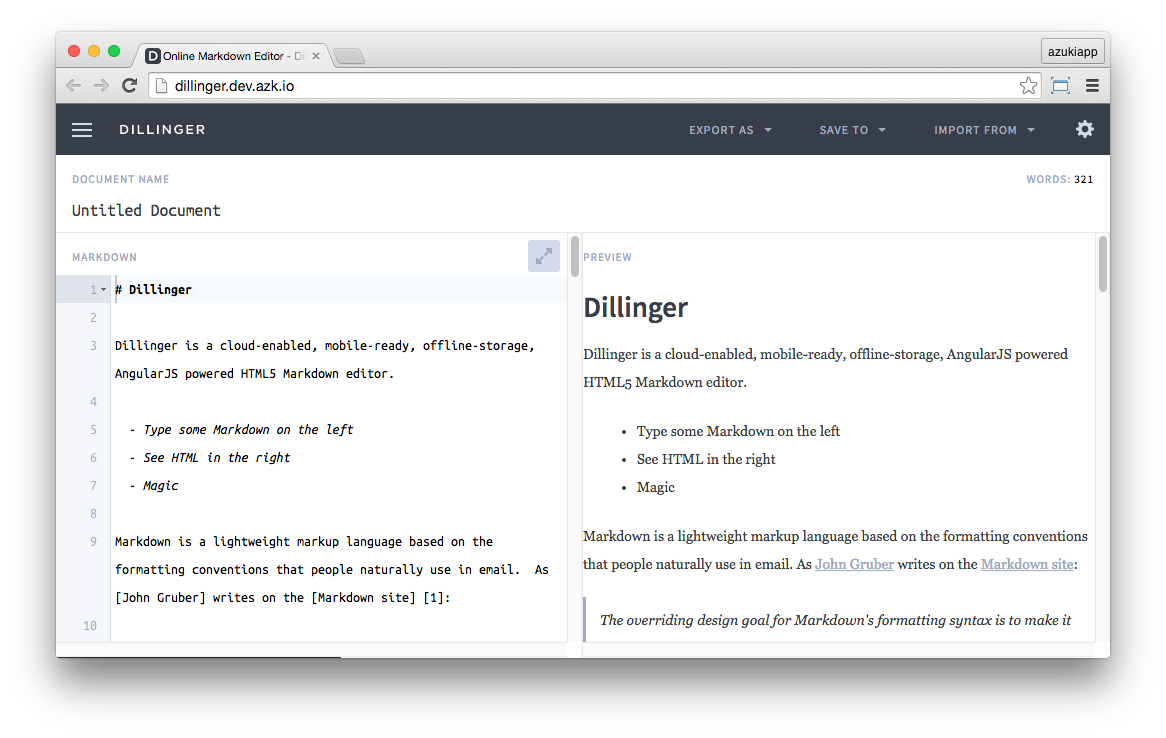 D Online Markdown Editor - Di
azukiapp
dillinger.dev.azk.io
DILLINGER
EXPORT AS
SAVE TO
IMPORT FROM
DOCUMENT NAME
WORDS: 321
Untitled Document
MARKDOWN
1 # Dillinger
2
3 Dillinger is a cloud-enabled, mobile-ready, offline-storage,
AngularJS powered HTML5 Markdown editor.
4
5 - Type some Markdown on the left
6 - See HTML in the right
7 - Magic
8
9 Markdown is a lightweight markup language based on the
formatting conventions that people naturally use in email.  As
[John Gruber] writes on the [Markdown site] [1]:
10
PREVIEW
Dillinger
Dillinger is a cloud-enabled, mobile-ready, offline-storage, AngularJS powered
HTML5 Markdown editor.
• Type some Markdown on the left
• See HTML in the right
• Magic
Markdown is a lightweight markup language based on the formatting conventions
that people naturally use in email. As John Gruber writes on the Markdown site:
The overriding design goal for Markdown's formatting syntax is to make it